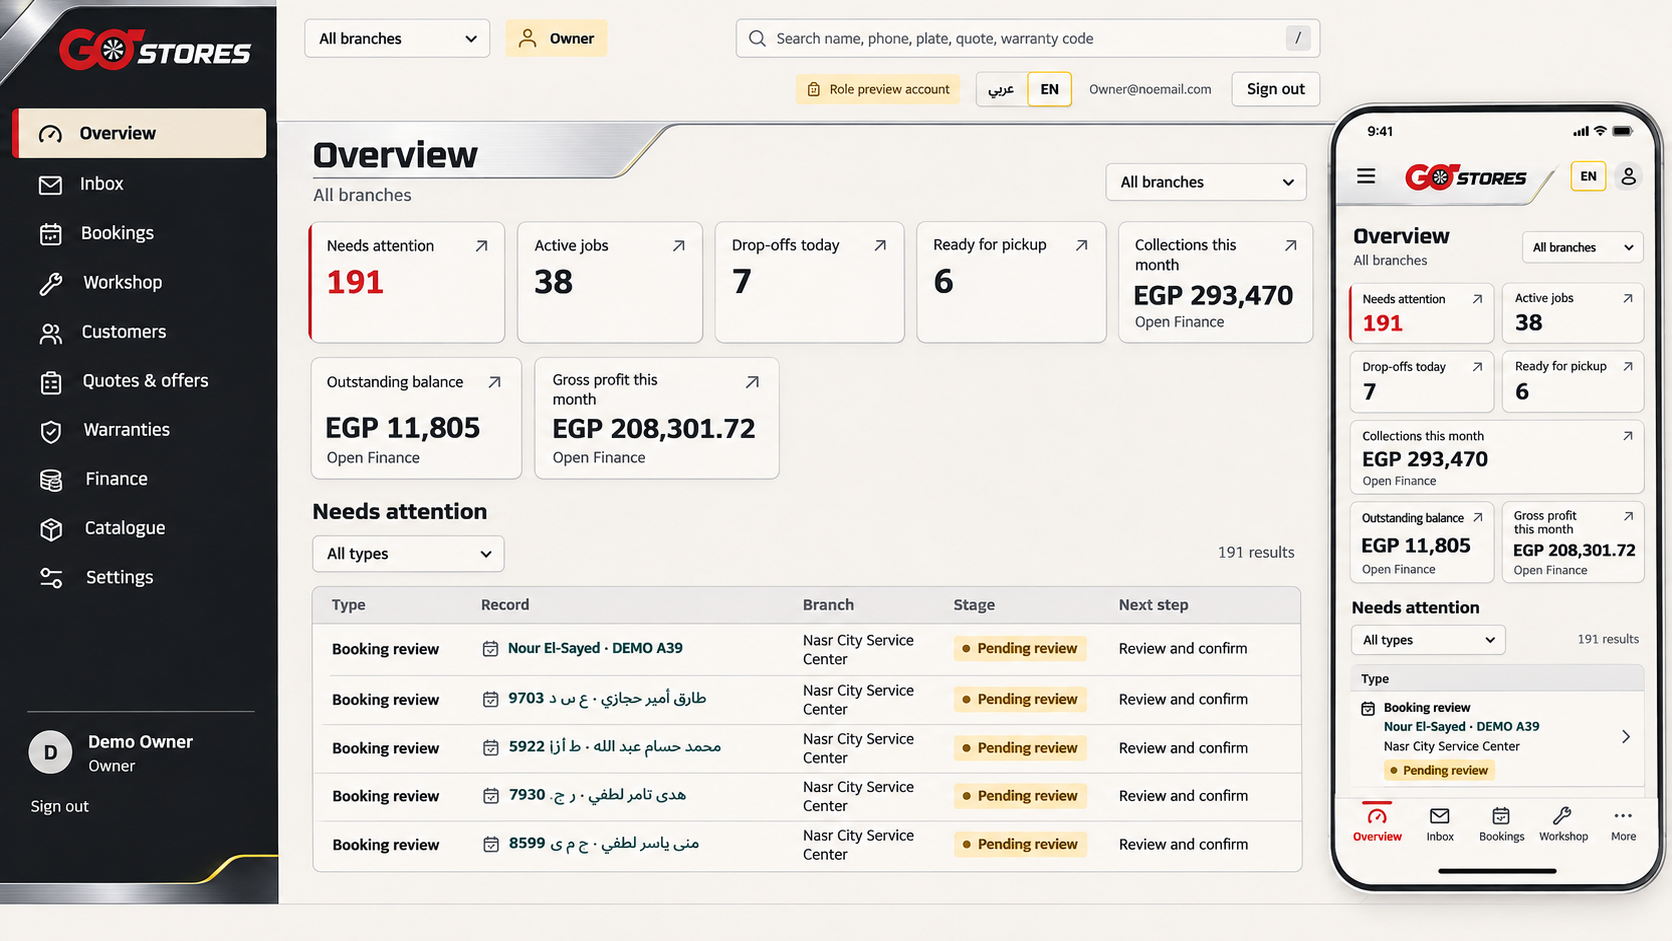 GO STORES
Overview
Inbox
Bookings
Workshop
Customers
Quotes & offers
Warranties
Finance
Catalogue
Settings
D
Demo Owner
Owner
Sign out
All branches
Owner
Search name, phone, plate, quote, warranty code
/
Role preview account
عربي
EN
Owner@noemail.com
Sign out
Overview
All branches
All branches
Needs attention
191
Active jobs
38
Drop-offs today
7
Ready for pickup
6
Collections this
month
EGP 293,470
Open Finance
Outstanding balance
EGP 11,805
Open Finance
Gross profit this
month
EGP 208,301.72
Open Finance
Needs attention
All types
191 results
Type Record Branch Stage Next step
Booking review
Nour El-Sayed · DEMO A39
Nasr City Service
Center
Pending review
Review and confirm
Booking review
طارق أمير حجازي · ع س د 9703
Nasr City Service
Center
Pending review
Review and confirm
Booking review
محمد حسام عبد الله · ط أ 5922
Nasr City Service
Center
Pending review
Review and confirm
Booking review
هدى تامر لطفي · ر ج. 7930
Nasr City Service
Center
Pending review
Review and confirm
Booking review
منى ياسر لطفي · ج م ى 8599
Nasr City Service
Center
Pending review
Review and confirm
9:41
GO STORES
EN
Overview
All branches
All branches
Needs attention
191
Active jobs
38
Drop-offs today
7
Ready for pickup
6
Collections this month
EGP 293,470
Open Finance
Outstanding balance
EGP 11,805
Open Finance
Gross profit
this month
EGP 208,301.72
Open Finance
Needs attention
All types
191 results
Type
Booking review
Nour El-Sayed · DEMO A39
Nasr City Service Center
Pending review
Overview
Inbox
Bookings
Workshop
More